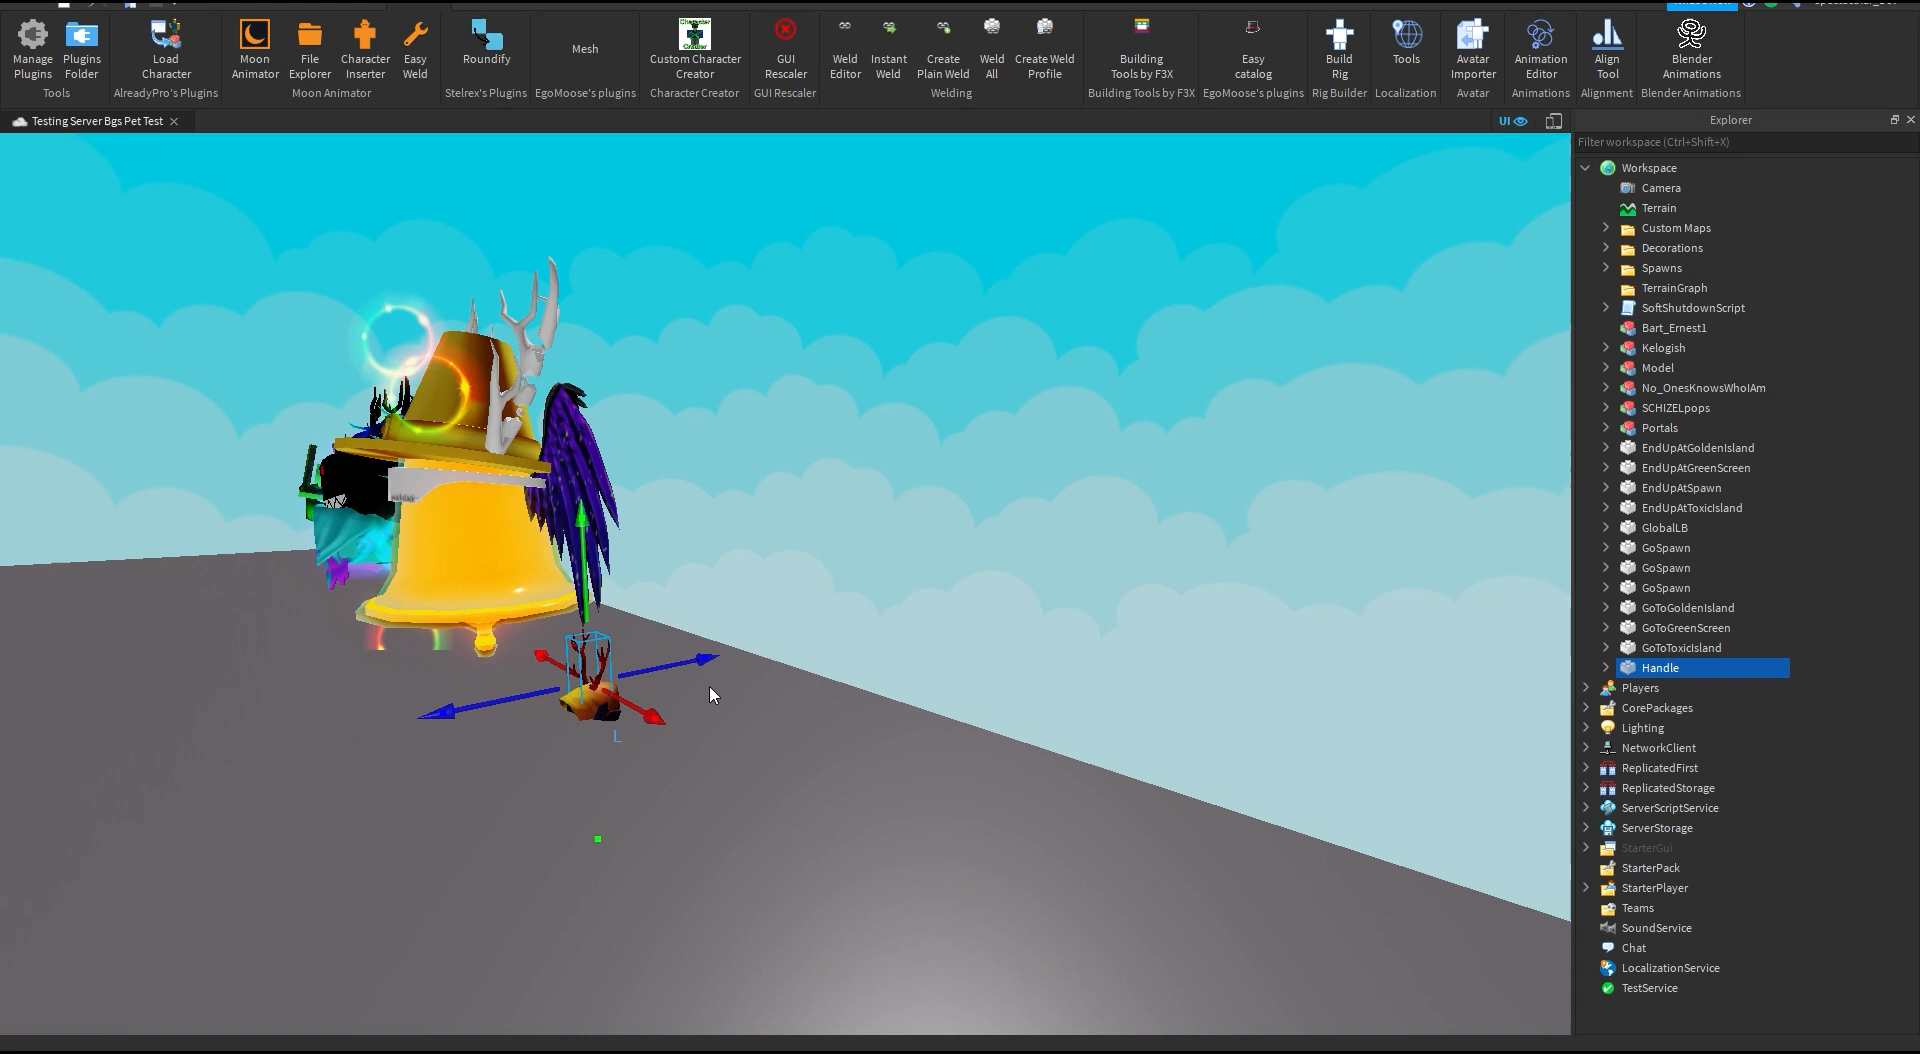 Manage Plugins
Plugins Folder
Tools
Load Character
AlreadyPro's Plugins
Moon Animator
File Explorer
Character Inserter
Easy Weld
Moon Animator
Roundify
Stelrex's Plugins
Mesh
EgoMoose's plugins
Custom Character Creator
Character Creator
GUI Rescaler
GUI Rescaler
Weld Editor
Instant Weld
Create Plain Weld
Weld All
Create Weld Profile
Welding
Building Tools by F3X
Building Tools by F3X
Easy catalog
EgoMoose's plugins
Build Rig
Rig Builder
Tools
Localization
Avatar Importer
Avatar
Animation Editor
Animations
Align Tool
Alignment
Blender Animations
Blender Animations
Testing Server Bgs Pet Test
UI
Explorer
Filter workspace (Ctrl+Shift+X)
Workspace
Camera
Terrain
Custom Maps
Decorations
Spawns
TerrainGraph
SoftShutdownScript
Bart_Ernest1
Kelogish
Model
No_OnesKnowsWhoIAm
SCHIZELpops
Portals
EndUpAtGoldenIsland
EndUpAtGreenScreen
EndUpAtSpawn
EndUpAtToxicIsland
GlobalLB
GoSpawn
GoSpawn
GoSpawn
GoToGoldenIsland
GoToGreenScreen
GoToToxicIsland
Handle
Players
CorePackages
Lighting
NetworkClient
ReplicatedFirst
ReplicatedStorage
ServerScriptService
ServerStorage
StarterGui
StarterPack
StarterPlayer
Teams
SoundService
Chat
LocalizationService
TestService
L